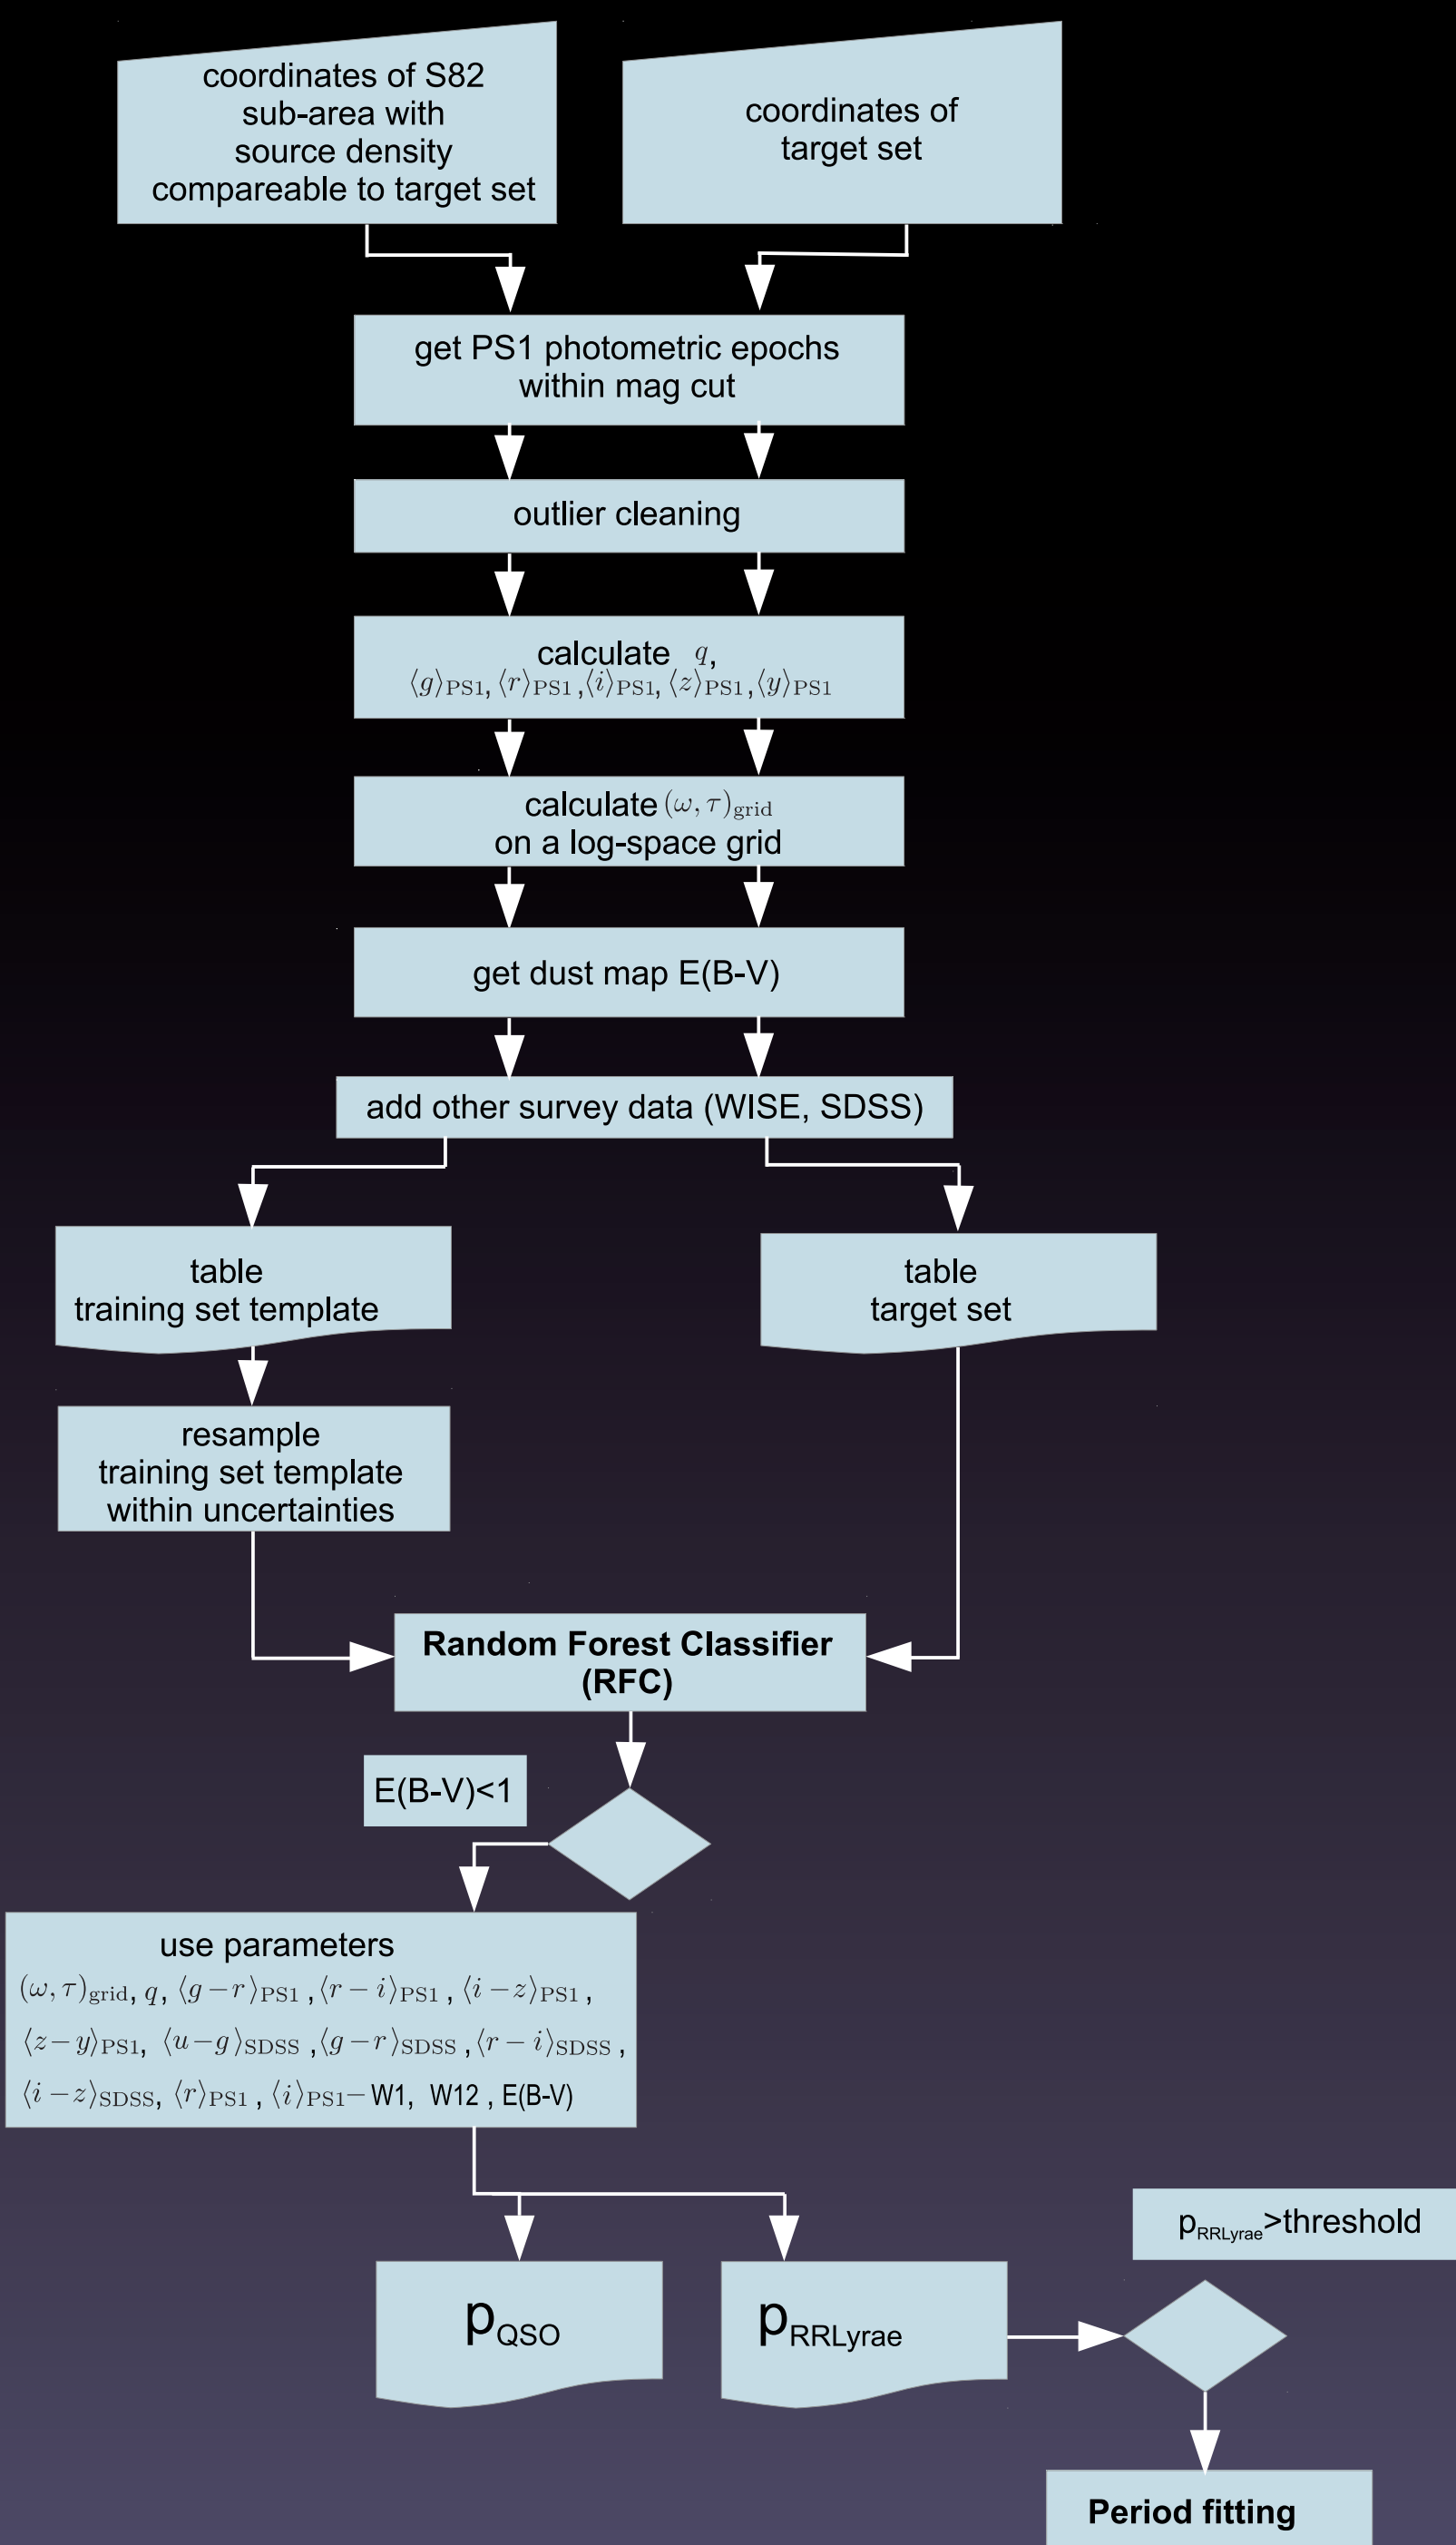 coordinates of S82
sub-area with
source density
compareable to target set
coordinates of
target set
get PS1 photometric epochs
within mag cut
outlier cleaning
calculate q,
⟨g⟩PS1, ⟨r⟩PS1, ⟨i⟩PS1, ⟨z⟩PS1, ⟨y⟩PS1
calculate (ω, τ)grid
on a log-space grid
get dust map E(B-V)
add other survey data (WISE, SDSS)
table
training set template
table
target set
resample
training set template
within uncertainties
Random Forest Classifier
(RFC)
E(B-V)<1
use parameters
(ω, τ)grid, q, ⟨g−r⟩PS1, ⟨r−i⟩PS1, ⟨i−z⟩PS1,
⟨z−y⟩PS1, ⟨u−g⟩SDSS, ⟨g−r⟩SDSS, ⟨r−i⟩SDSS,
⟨i−z⟩SDSS, ⟨r⟩PS1, ⟨i⟩PS1−W1, W12, E(B-V)
pRRLyrae>threshold
pQSO
pRRLyrae
Period fitting